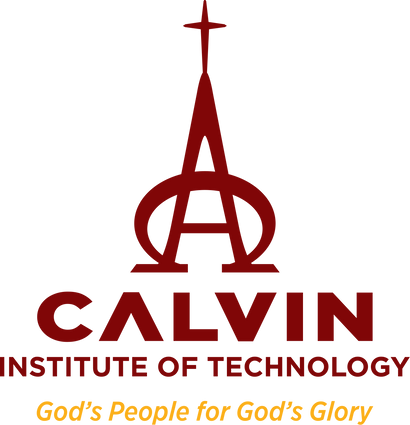 CALVIN
INSTITUTE OF TECHNOLOGY
God's People for God's Glory